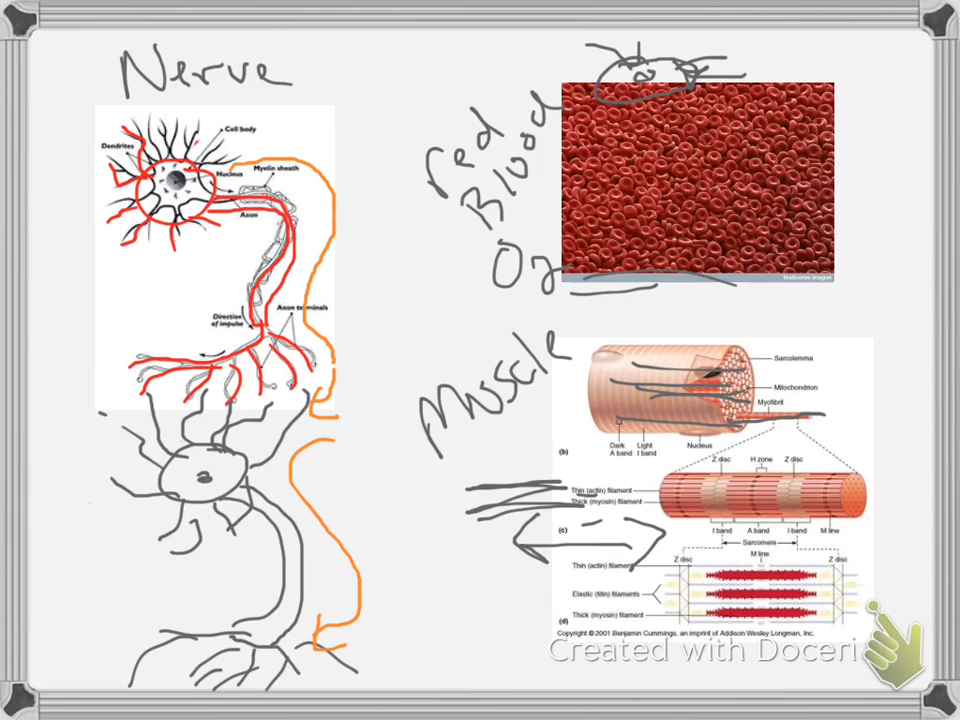 Nerve
Cell body
Dendrites
Nucleus
Myelin sheath
Axon
Axon terminals
Direction
of impulse
red
Blood
O2
Wellcome Images
Muscle
Sarcolemma
Mitochondrion
Myofibril
Dark
A band
Light
I band
Nucleus
(b)
Z disc
H zone
Z disc
Thin (actin) filament
Thick (myosin) filament
(c)
I band
A band
I band
M line
Sarcomere
Z disc
M line
Z disc
Thin (actin) filament
Elastic (titin) filaments
Thick (myosin) filament
(d)
Copyright © 2001 Benjamin Cummings, an imprint of Addison Wesley Longman, Inc.
Created with Doceri